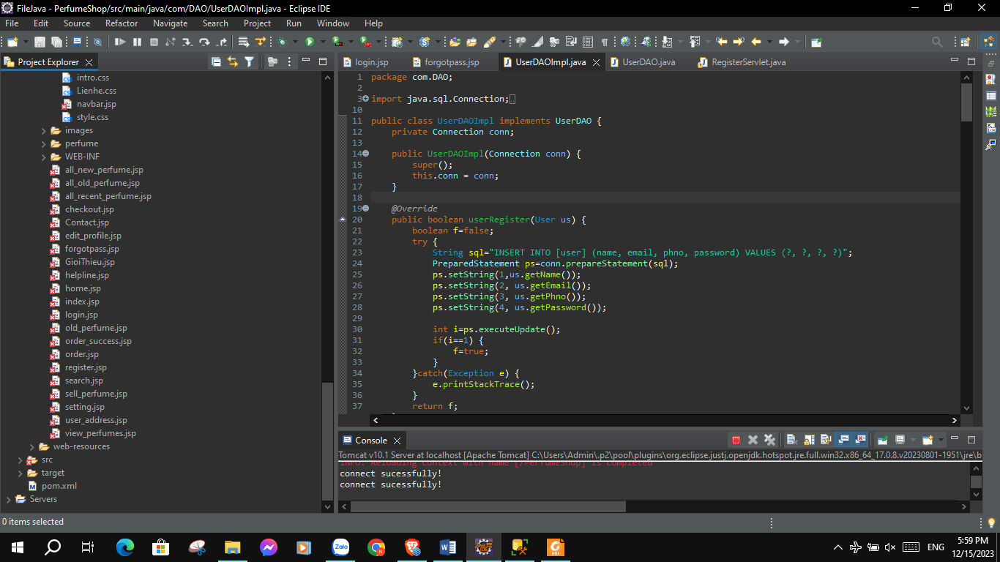 FileJava - PerfumeShop/src/main/java/com/DAO/UserDAOImpl.java - Eclipse IDE
File Edit Source Refactor Navigate Search Project Run Window Help
Project Explorer
intro.css
Lienhe.css
navbar.jsp
style.css
images
perfume
WEB-INF
all_new_perfume.jsp
all_old_perfume.jsp
all_recent_perfume.jsp
checkout.jsp
Contact.jsp
edit_profile.jsp
forgotpass.jsp
GioiThieu.jsp
helpline.jsp
home.jsp
index.jsp
login.jsp
old_perfume.jsp
order_success.jsp
order.jsp
register.jsp
search.jsp
sell_perfume.jsp
setting.jsp
user_address.jsp
view_perfumes.jsp
web-resources
src
target
pom.xml
Servers
login.jsp forgotpass.jsp UserDAOImpl.java UserDAO.java RegisterServlet.java
1 package com.DAO;
2
3 import java.sql.Connection;
10
11 public class UserDAOImpl implements UserDAO {
12 private Connection conn;
13
14 public UserDAOImpl(Connection conn) {
15 super();
16 this.conn = conn;
17 }
18
19 @Override
20 public boolean userRegister(User us) {
21 boolean f=false;
22 try {
23 String sql="INSERT INTO [user] (name, email, phno, password) VALUES (?, ?, ?, ?)";
24 PreparedStatement ps=conn.prepareStatement(sql);
25 ps.setString(1,us.getName());
26 ps.setString(2, us.getEmail());
27 ps.setString(3, us.getPhno());
28 ps.setString(4, us.getPassword());
29
30 int i=ps.executeUpdate();
31 if(i==1) {
32 f=true;
33 }
34 }catch(Exception e) {
35 e.printStackTrace();
36 }
37 return f;
Console
Tomcat v10.1 Server at localhost [Apache Tomcat] C:\Users\Admin\.p2\pool\plugins\org.eclipse.justj.openjdk.hotspot.jre.full.win32.x86_64_17.0.8.v20230801-1951\jre\b
INFO: Reloading Context with name [/PerfumeShop] is completed
connect sucessfully!
connect sucessfully!
0 items selected
Zalo
ENG
5:59 PM
12/15/2023